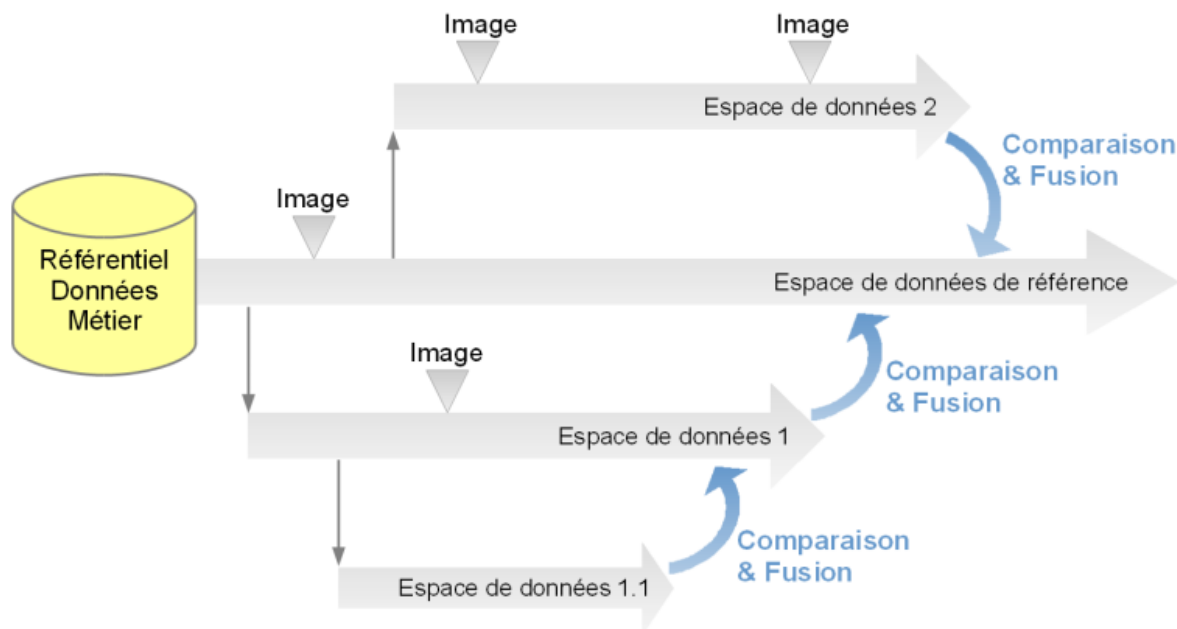 Image
Image
Espace de données 2
Comparaison
& Fusion
Image
Référentiel
Données
Métier
Espace de données de référence
Image
Comparaison
& Fusion
Espace de données 1
Comparaison
& Fusion
Espace de données 1.1